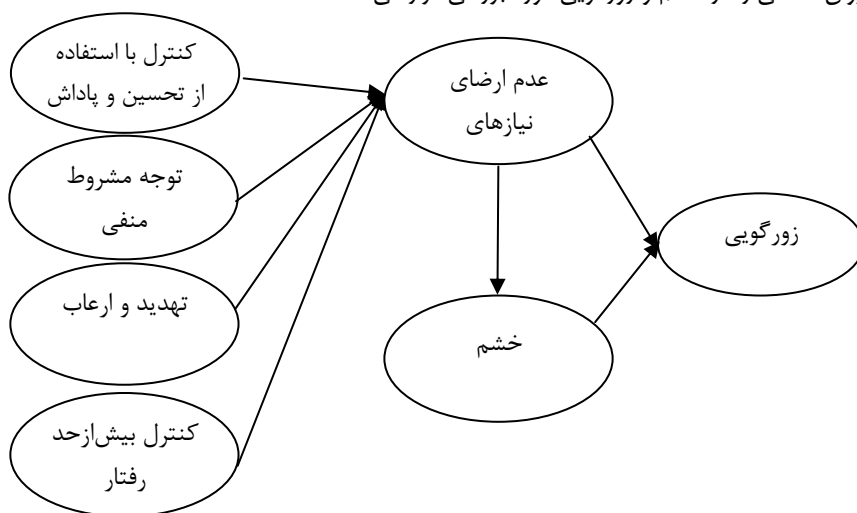 کنترل با استفاده
از تحسین و پاداش
عدم ارضای
نیازهای
توجه مشروط
منفی
زورگویی
تهدید و ارعاب
خشم
کنترل بیش‌ازحد
رفتار